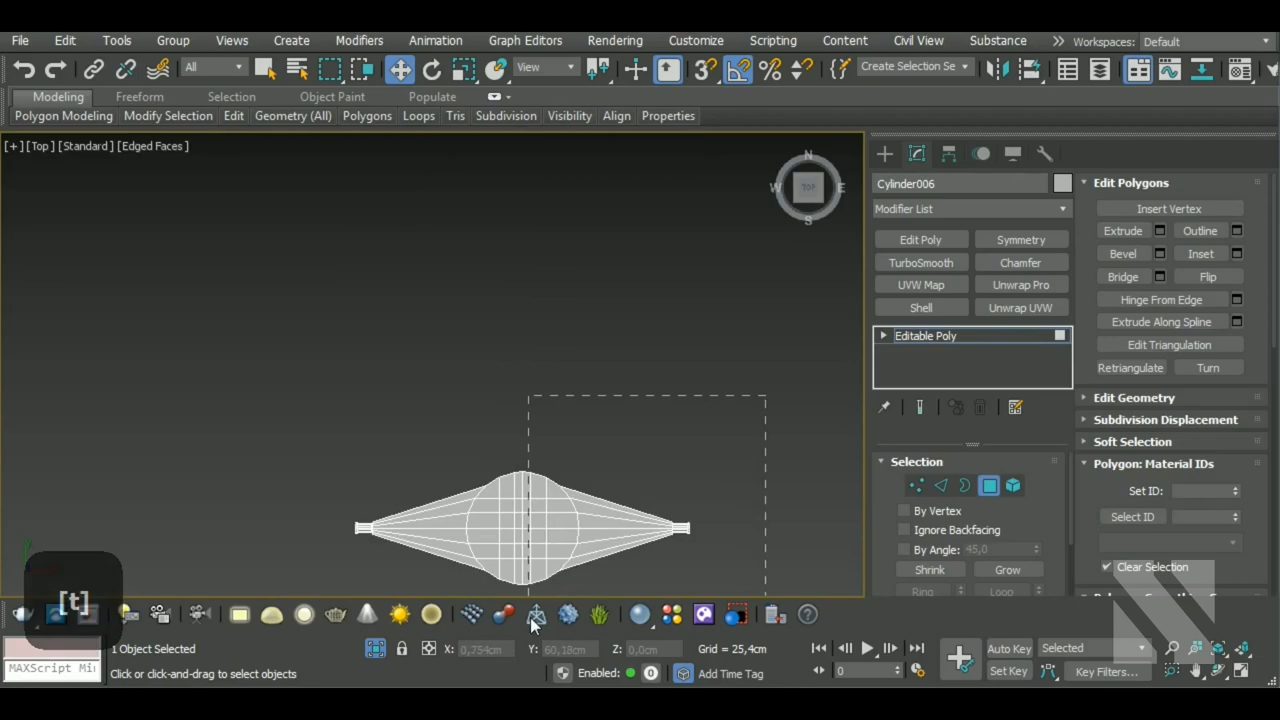 File Edit Tools Group Views Create Modifiers Animation Graph Editors Rendering Customize Scripting Content Civil View Substance Workspaces: Default
All View Create Selection Se
Modeling Freeform Selection Object Paint Populate
Polygon Modeling Modify Selection Edit Geometry (All) Polygons Loops Tris Subdivision Visibility Align Properties
[+] [Top ] [Standard ] [Edged Faces ]
N
W TOP E
S
Cylinder006
Modifier List
Edit Poly Symmetry
TurboSmooth Chamfer
UVW Map Unwrap Pro
Shell Unwrap UVW
Editable Poly
Selection
By Vertex
Ignore Backfacing
By Angle: 45,0
Shrink Grow
Ring Loop
Edit Polygons
Insert Vertex
Extrude Outline
Bevel Inset
Bridge Flip
Hinge From Edge
Extrude Along Spline
Edit Triangulation
Retriangulate Turn
Edit Geometry
Subdivision Displacement
Soft Selection
Polygon: Material IDs
Set ID:
Select ID
Clear Selection
[t]
1 Object Selected X: 0,754cm Y: 60,18cm Z: 0,0cm Grid = 25,4cm Auto Key Selected
MAXScript Mi Click or click-and-drag to select objects Enabled: 0 Add Time Tag 0 Set Key Key Filters...